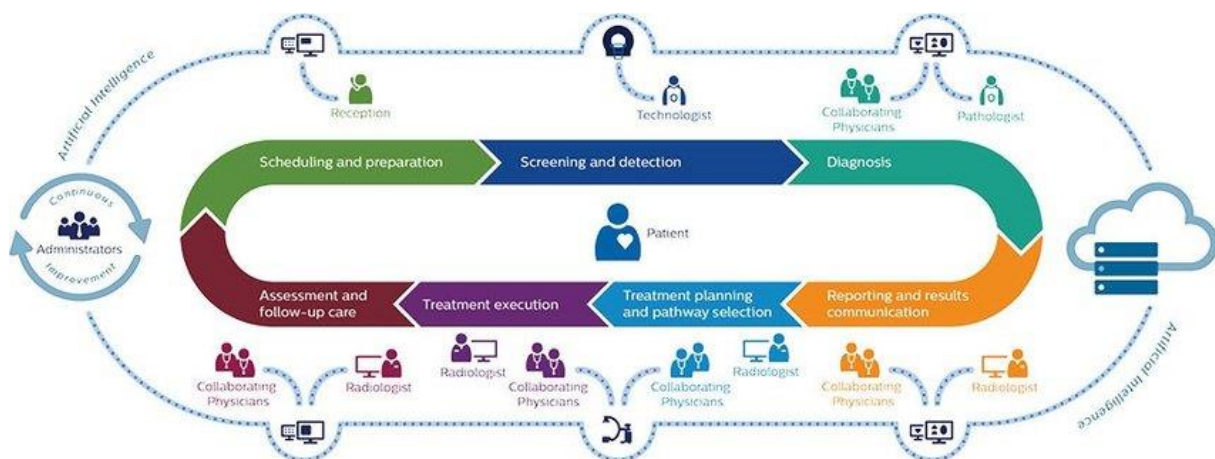 Artificial Intelligence
Reception
Technologist
Collaborating
Physicians
Pathologist
Scheduling and preparation
Screening and detection
Diagnosis
Continuous
Administrators
Improvement
Patient
Assessment and
follow-up care
Treatment execution
Treatment planning
and pathway selection
Reporting and results
communication
Collaborating
Physicians
Radiologist
Radiologist
Collaborating
Physicians
Collaborating
Physicians
Radiologist
Collaborating
Physicians
Radiologist
Artificial Intelligence